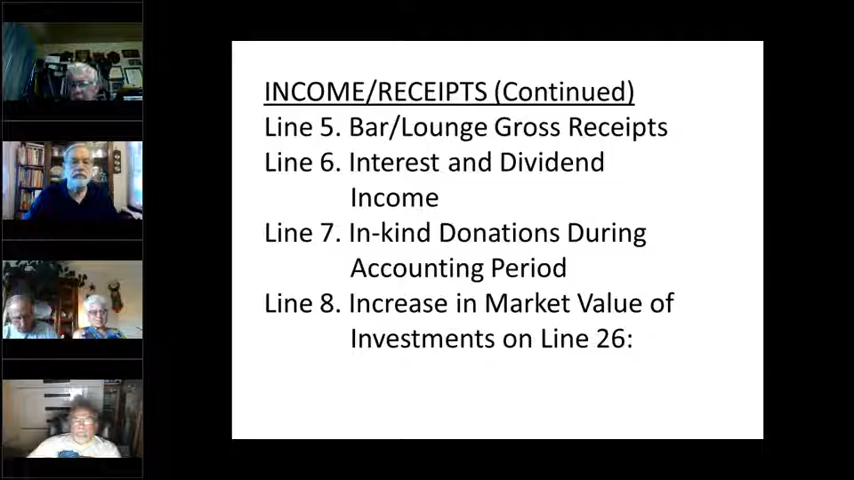 INCOME/RECEIPTS (Continued)
Line 5. Bar/Lounge Gross Receipts
Line 6. Interest and Dividend
Income
Line 7. In-kind Donations During
Accounting Period
Line 8. Increase in Market Value of
Investments on Line 26: